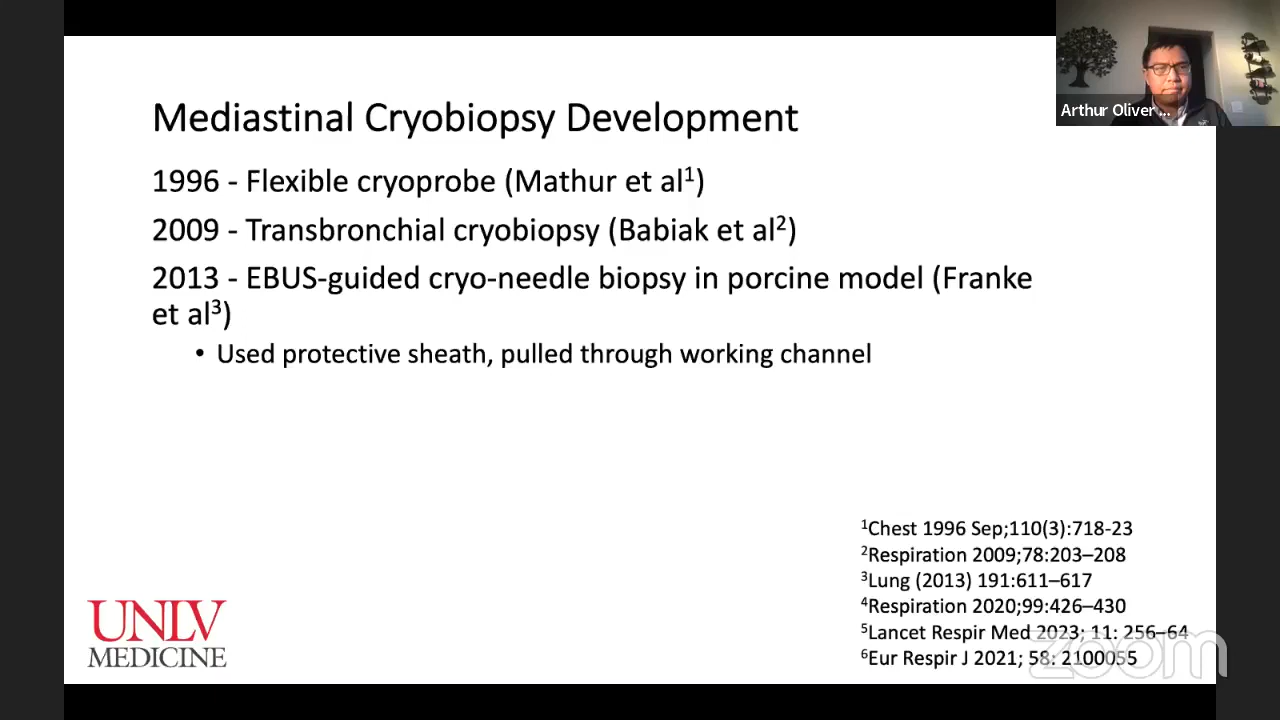 Mediastinal Cryobiopsy Development
1996 - Flexible cryoprobe (Mathur et al¹)
2009 - Transbronchial cryobiopsy (Babiak et al²)
2013 - EBUS-guided cryo-needle biopsy in porcine model (Franke
et al³)
• Used protective sheath, pulled through working channel
¹Chest 1996 Sep;110(3):718-23
²Respiration 2009;78:203–208
³Lung (2013) 191:611–617
⁴Respiration 2020;99:426–430
⁵Lancet Respir Med 2023; 11: 256–64
⁶Eur Respir J 2021; 58: 2100055
UNLV
MEDICINE
Arthur Oliver ...
zoom